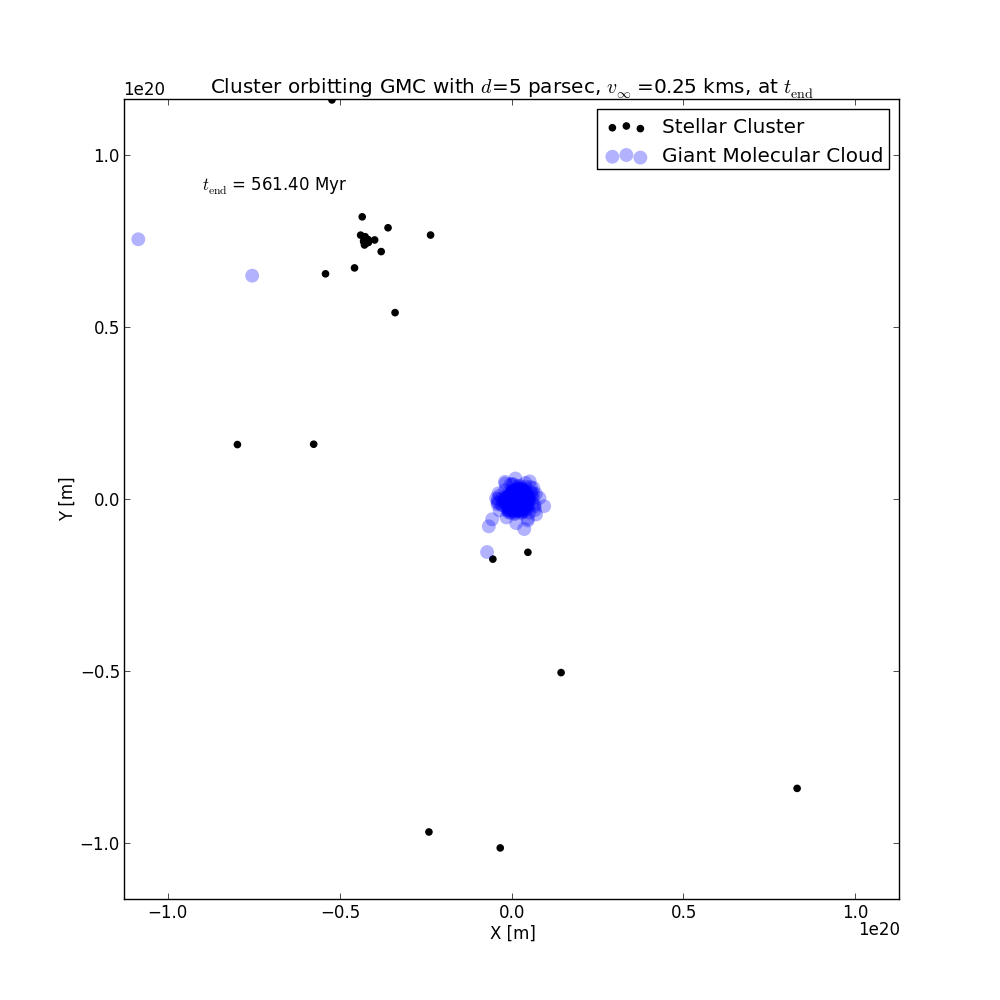 Cluster orbitting GMC with d=5 parsec, v∞ =0.25 kms, at t_end
1e20
Stellar Cluster
Giant Molecular Cloud
t_end = 561.40 Myr
1.0
0.5
0.0
−0.5
−1.0
Y [m]
−1.0 −0.5 0.0 0.5 1.0
X [m]
1e20